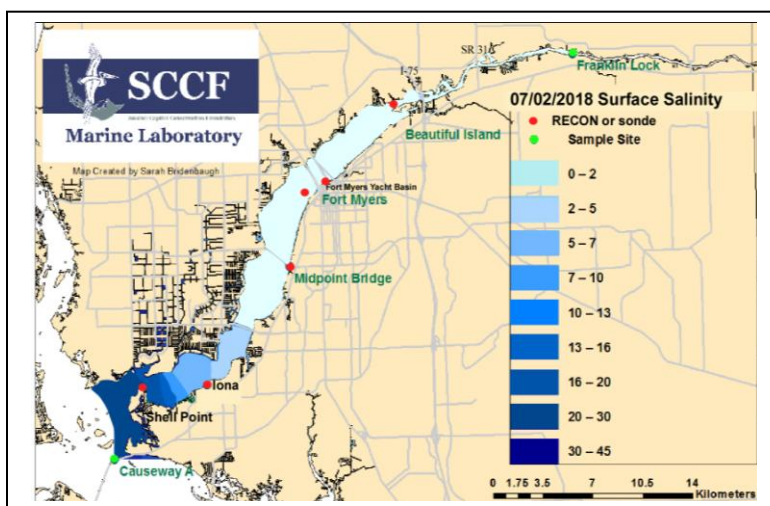 SCCF
Marine Laboratory
Map Created by Sarah Bridenbaugh
I-75
SR 31
Franklin Lock
Beautiful Island
Fort Myers Yacht Basin
Fort Myers
Midpoint Bridge
Iona
Shell Point
Causeway A
07/02/2018 Surface Salinity
RECON or sonde
Sample Site
0 – 2
2 – 5
5 – 7
7 – 10
10 – 13
13 – 16
16 – 20
20 – 30
30 – 45
0 1.75 3.5 7 10.5 14
Kilometers